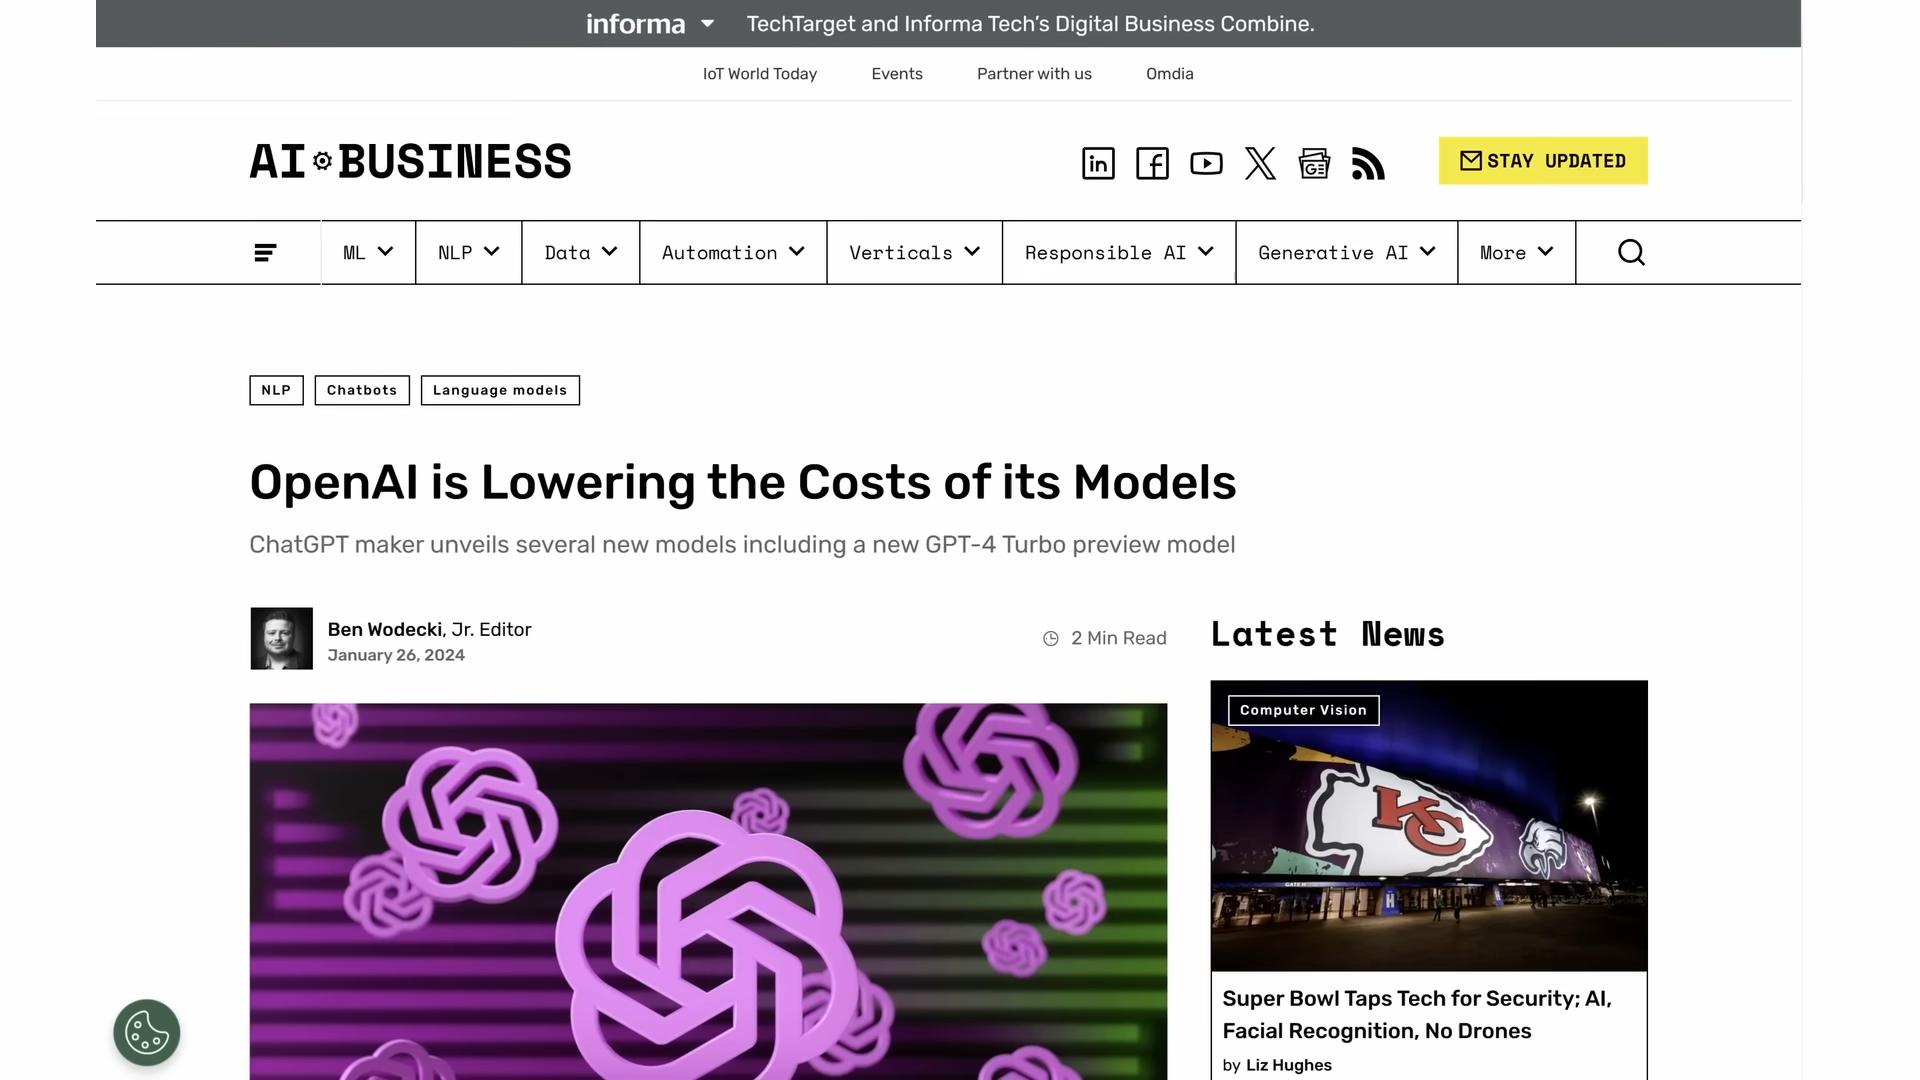 informa
TechTarget and Informa Tech's Digital Business Combine.
IoT World Today
Events
Partner with us
Omdia
AI BUSINESS
STAY UPDATED
ML
NLP
Data
Automation
Verticals
Responsible AI
Generative AI
More
NLP
Chatbots
Language models
OpenAI is Lowering the Costs of its Models
ChatGPT maker unveils several new models including a new GPT-4 Turbo preview model
Ben Wodecki, Jr. Editor
January 26, 2024
2 Min Read
Latest News
Computer Vision
KC
GATE H
H
Super Bowl Taps Tech for Security; AI,
Facial Recognition, No Drones
by Liz Hughes